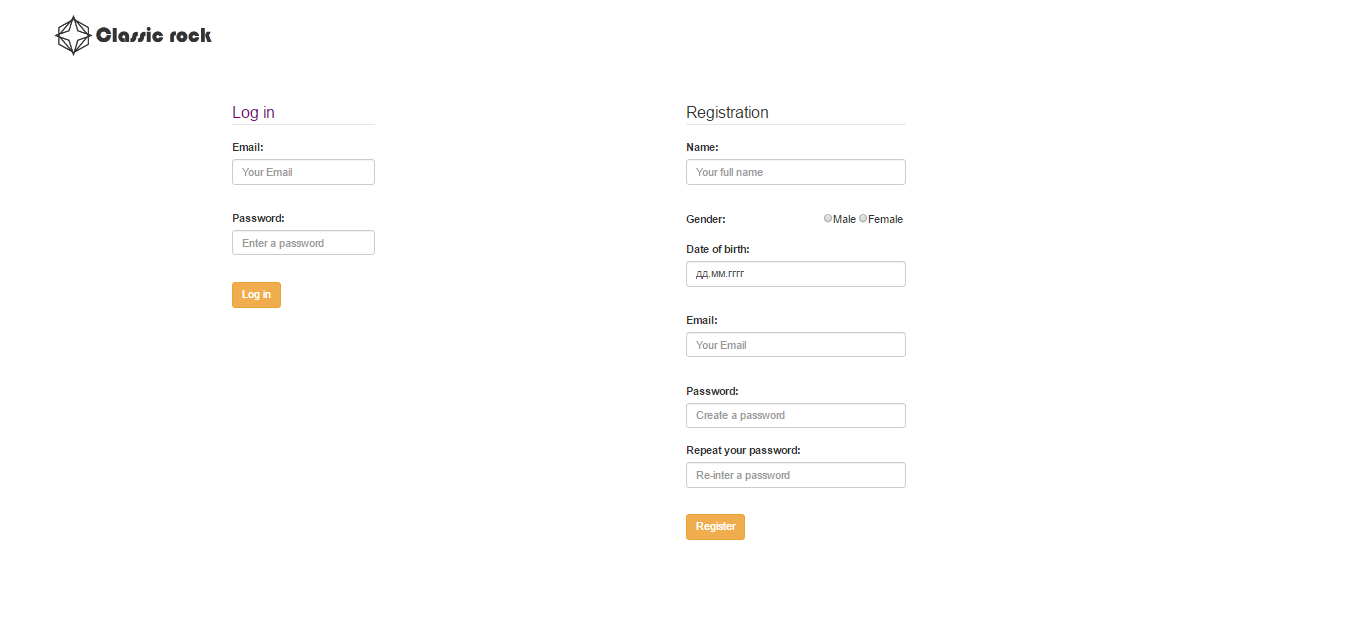 Classic rock
Log in
Email:
Your Email
Password:
Enter a password
Log in
Registration
Name:
Your full name
Gender: Male Female
Date of birth:
дд.мм.гггг
Email:
Your Email
Password:
Create a password
Repeat your password:
Re-inter a password
Register